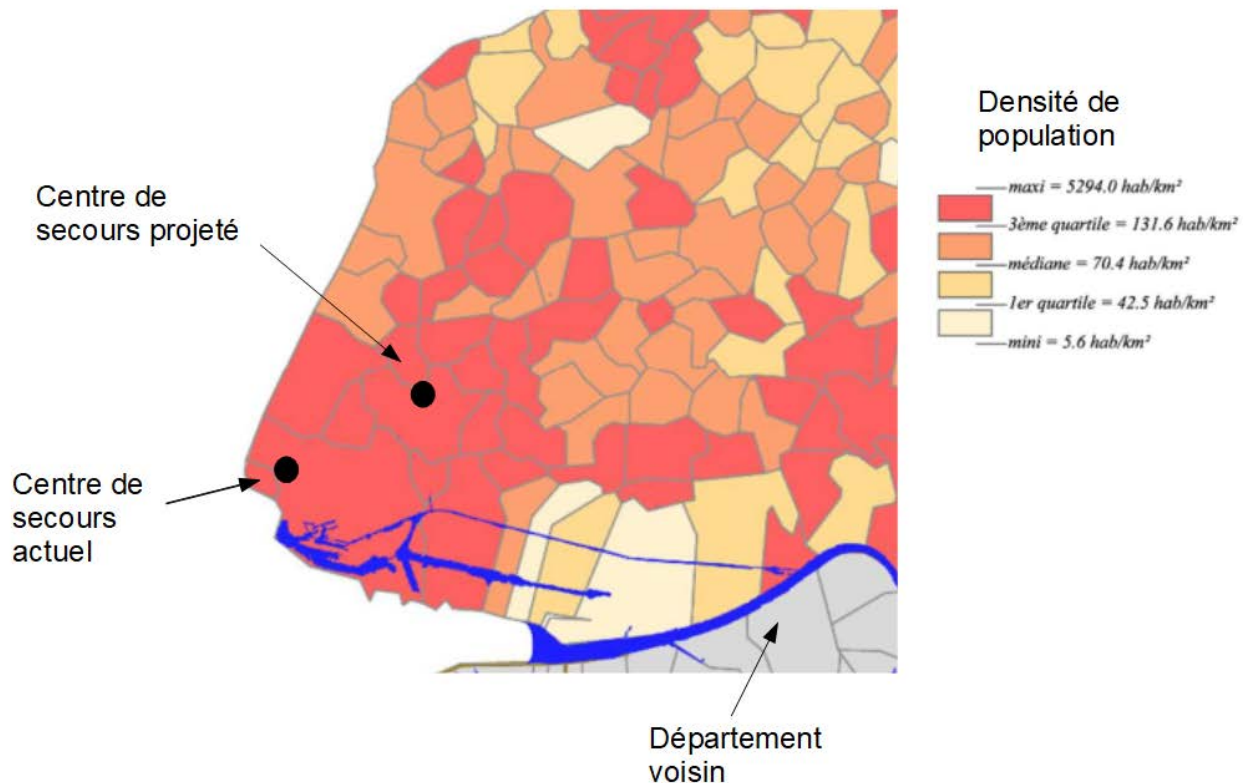 Densité de
population
maxi = 5294.0 hab/km²
3ème quartile = 131.6 hab/km²
médiane = 70.4 hab/km²
1er quartile = 42.5 hab/km²
mini = 5.6 hab/km²
Centre de
secours projeté
Centre de
secours
actuel
Département
voisin